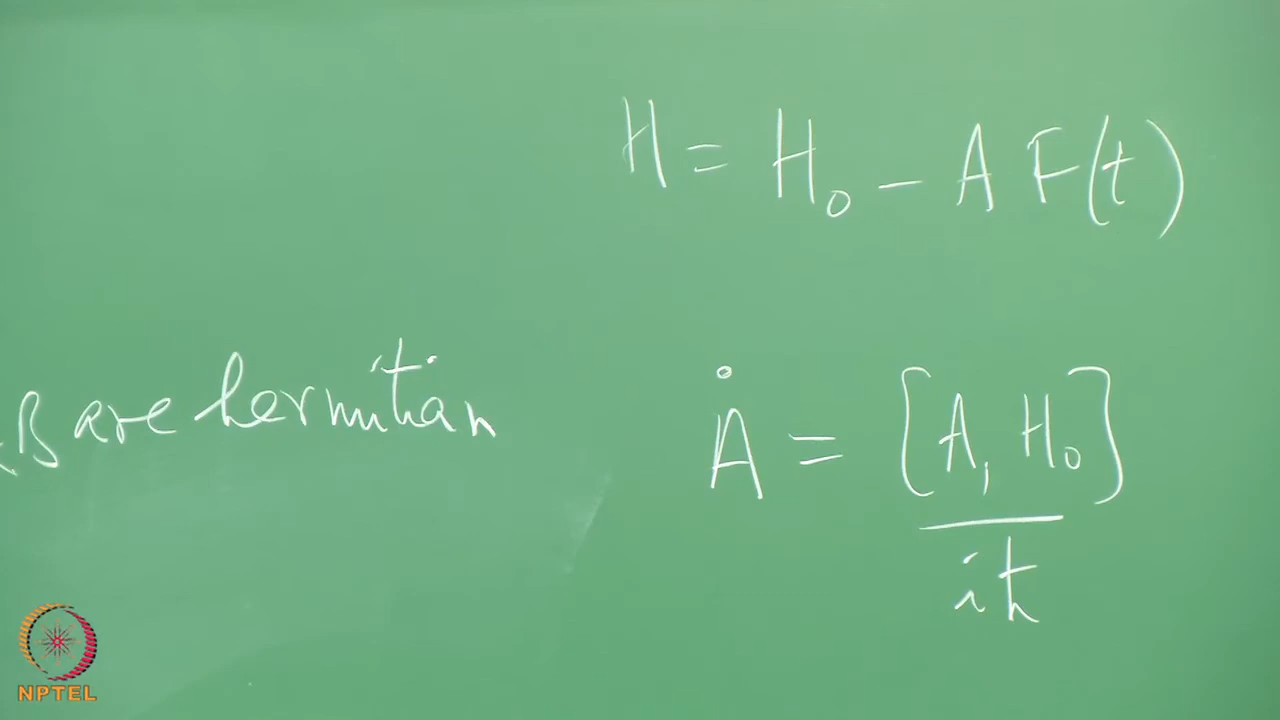 H = H₀ − A F(t)
B are hermitian
Ȧ = [A, H₀]
iħ
NPTEL